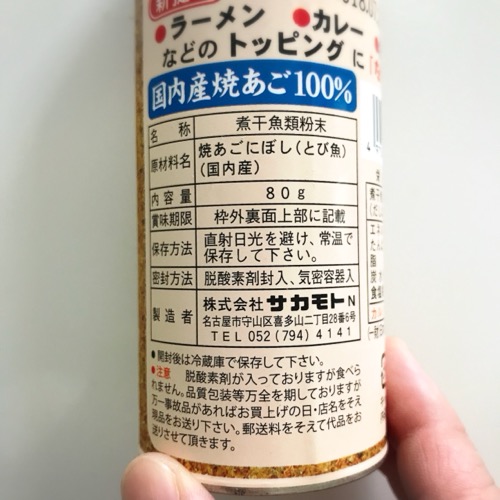 新
●ラーメン ●カレー
などのトッピングに
国内産焼あご100%
名称 煮干魚類粉末
原材料名 焼あごにぼし(とび魚)
(国内産)
内容量 80g
賞味期限 枠外裏面上部に記載
保存方法 直射日光を避け、常温で
保存して下さい。
密封方法 脱酸素剤封入、気密容器入
製造者 株式会社サカモトN
名古屋市守山区喜多山二丁目28番6号
TEL 052(794)4141
●開封後は冷蔵庫で保存して下さい。
●注意 脱酸素剤が入っておりますが食べら
れません。品質包装等万全を期しておりますが
万一事故品があればお買上げの日・店名をそえ
現品をお送り下さい。郵送料をそえて代品をお
送りさせて頂きます。